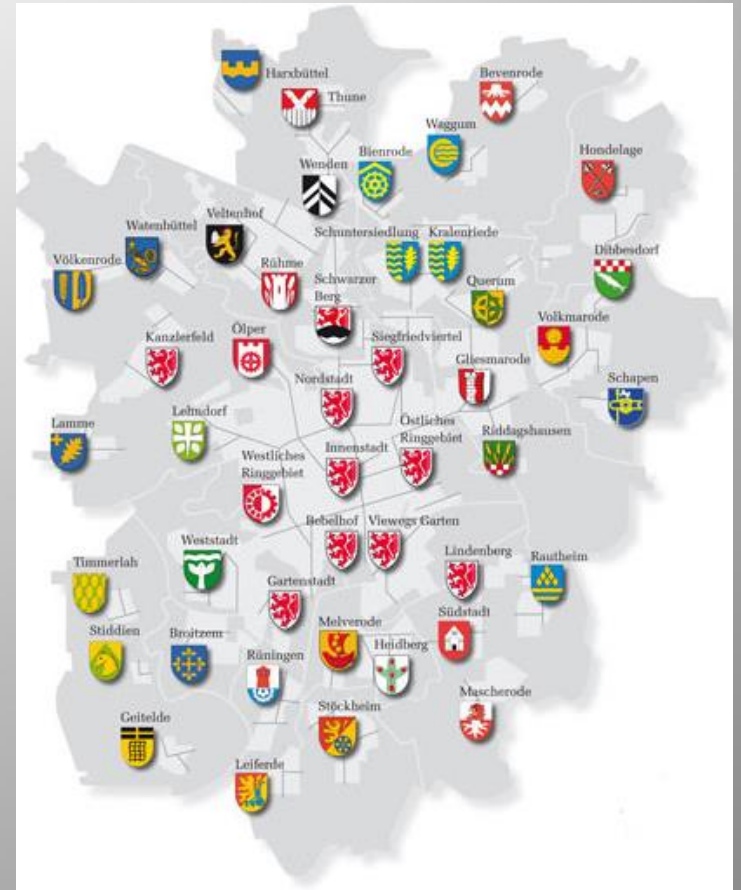 Harxbüttel
Thune
Bevenrode
Waggum
Bienrode
Hondelage
Wenden
Veltenhof
Watenbüttel
Schuntersiedlung
Kralenriede
Dibbesdorf
Völkenrode
Rühme
Schwarzer
Berg
Querum
Volkmarode
Kanzlerfeld
Ölper
Siegfriedviertel
Gliesmarode
Nordstadt
Schapen
Lamme
Lehndorf
Östliches
Ringgebiet
Riddagshausen
Westliches
Ringgebiet
Innenstadt
Bebelhof
Viewegs Garten
Weststadt
Lindenberg
Rautheim
Timmerlah
Gartenstadt
Stiddien
Broitzem
Melverode
Südstadt
Heidberg
Rüningen
Mascherode
Geitelde
Stöckheim
Leiferde